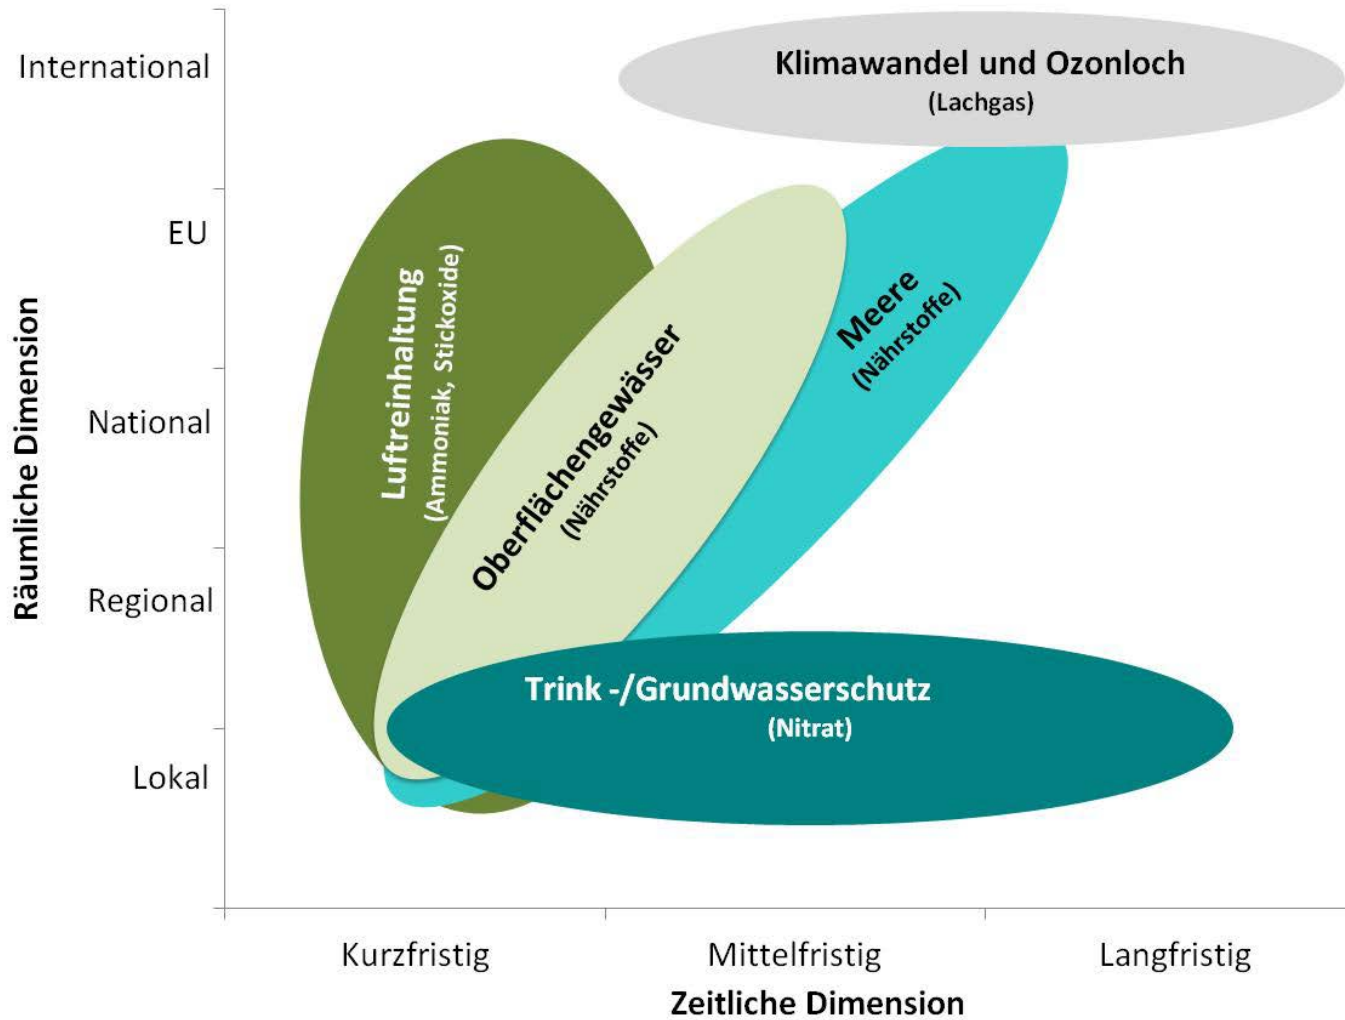 International
EU
National
Regional
Lokal
Räumliche Dimension
Klimawandel und Ozonloch
(Lachgas)
Luftreinhaltung
(Ammoniak, Stickoxide)
Oberflächengewässer
(Nährstoffe)
Meere
(Nährstoffe)
Trink -/Grundwasserschutz
(Nitrat)
Kurzfristig
Mittelfristig
Langfristig
Zeitliche Dimension